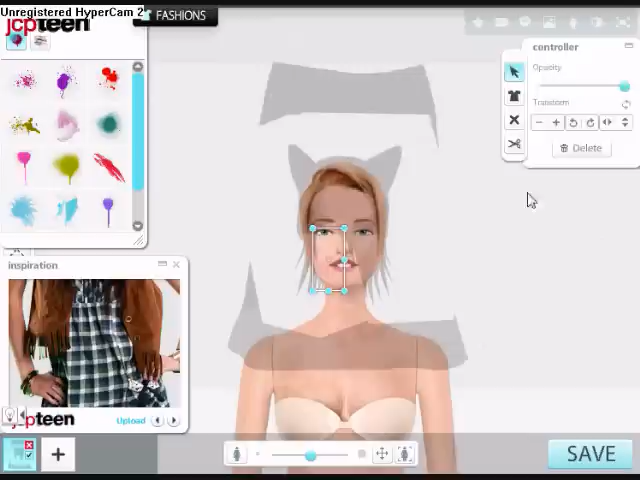 Unregistered HyperCam 2
jcpteen
FASHIONS
controller
Opacity
Transform
Delete
inspiration
jcpteen
Upload
SAVE